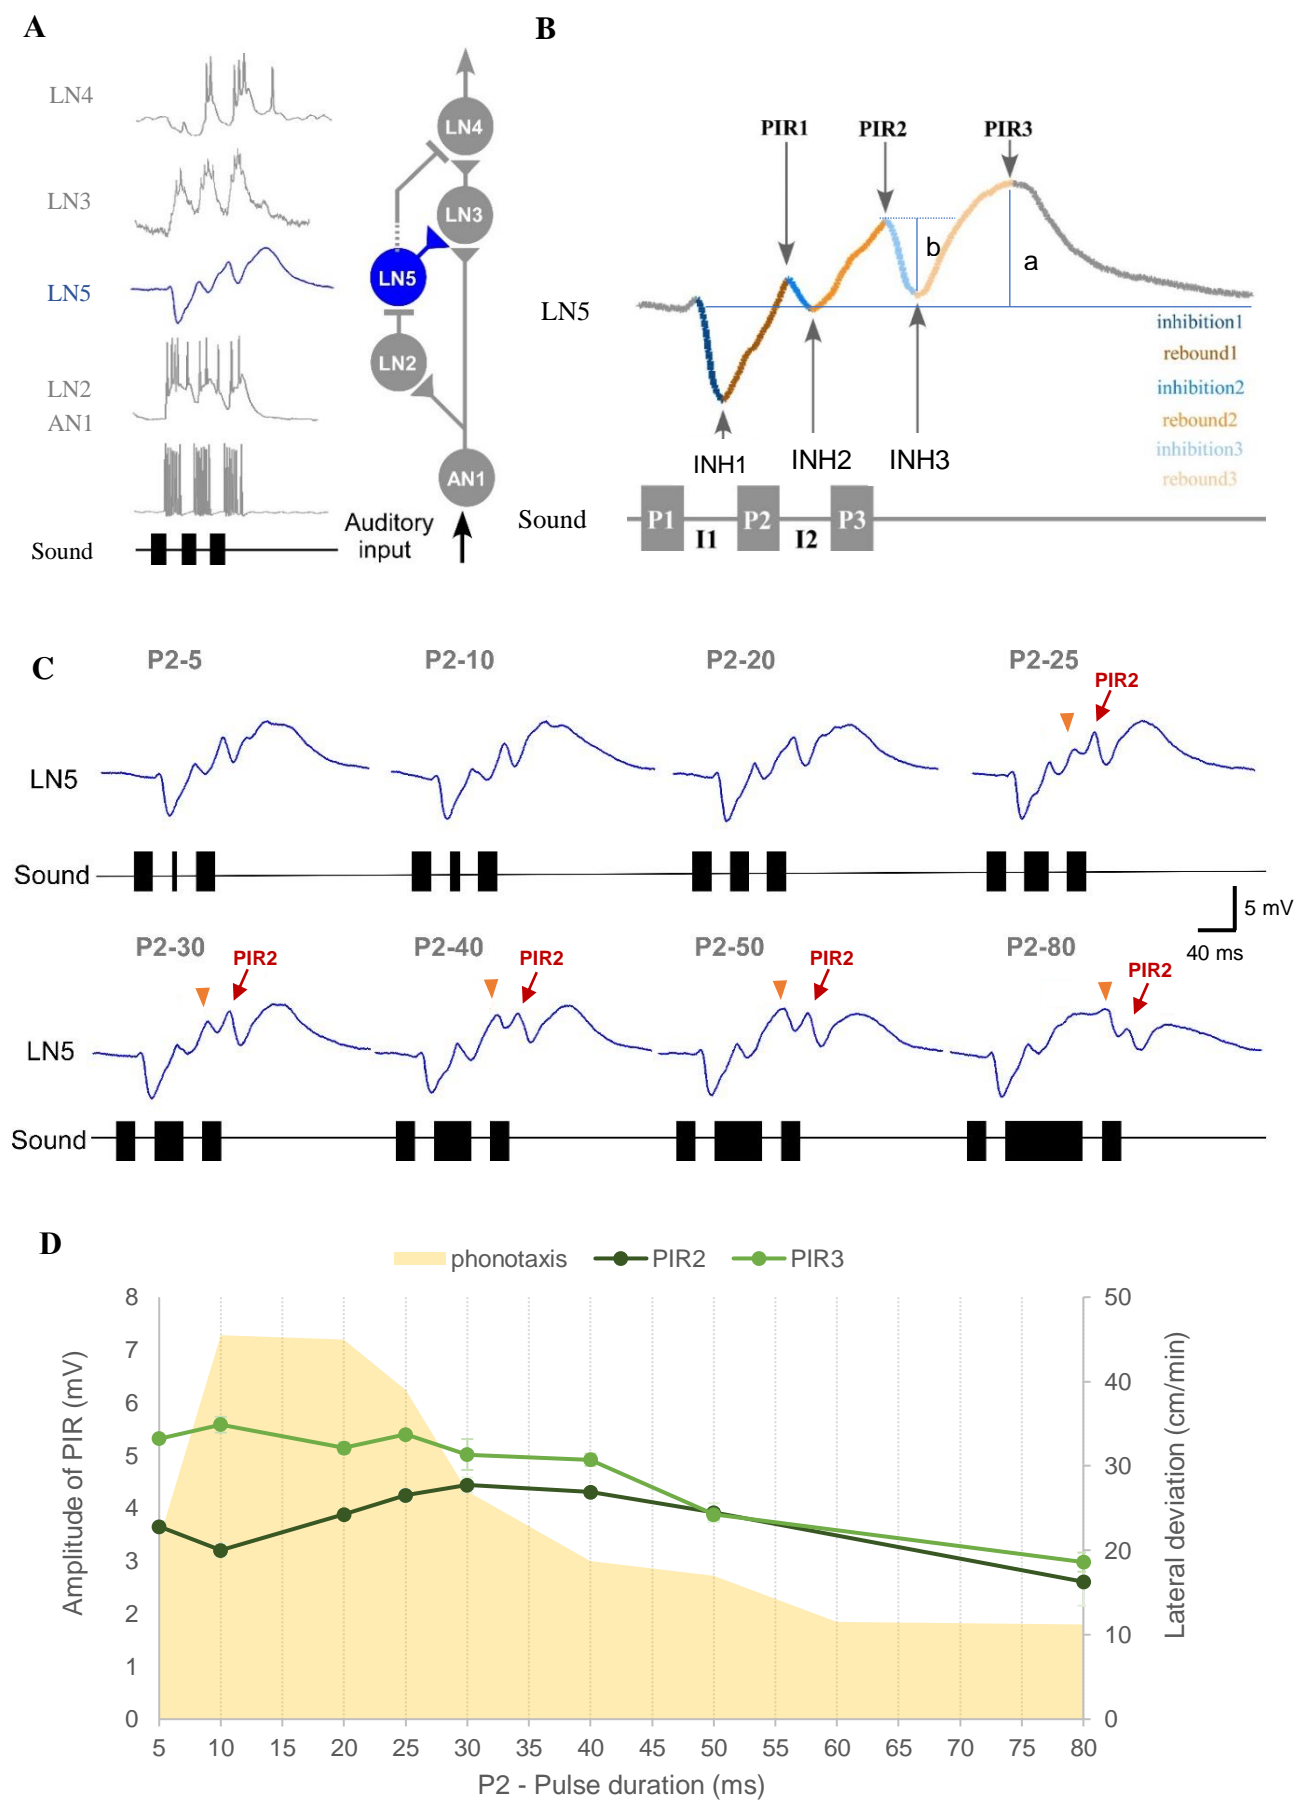 A
LN4
LN3
LN5
LN2
AN1
Sound
LN4
LN3
LN5
LN2
AN1
Auditory
input
B
PIR1
PIR2
PIR3
b
a
LN5
INH1
INH2
INH3
inhibition1
rebound1
inhibition2
rebound2
inhibition3
rebound3
Sound
P1
I1
P2
I2
P3
C
P2-5
P2-10
P2-20
P2-25
PIR2
LN5
Sound
5 mV
40 ms
P2-30
P2-40
P2-50
P2-80
PIR2
PIR2
PIR2
PIR2
LN5
Sound
D
phonotaxis
PIR2
PIR3
Amplitude of PIR (mV)
8
7
6
5
4
3
2
1
0
50
40
30
20
10
0
Lateral deviation (cm/min)
5 10 15 20 25 30 35 40 45 50 55 60 65 70 75 80
P2 - Pulse duration (ms)